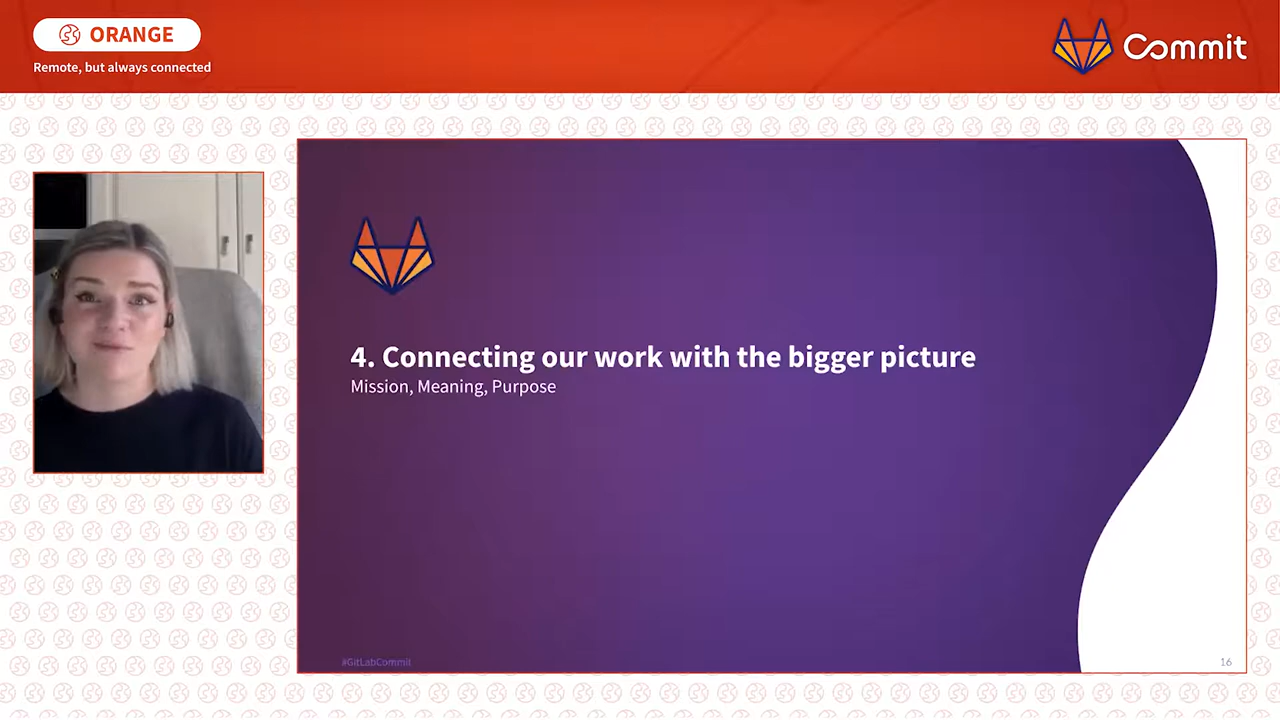 ORANGE
Remote, but always connected
Commit
4. Connecting our work with the bigger picture
Mission, Meaning, Purpose
#GitLabCommit
16